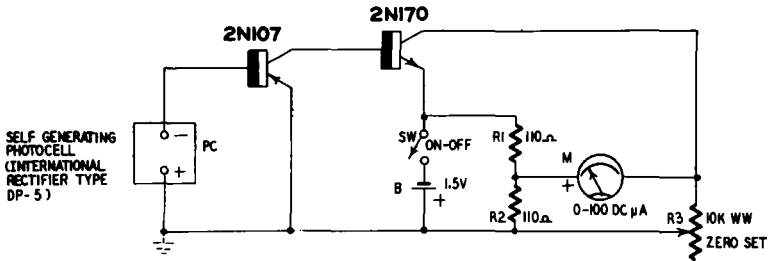 2N107
2N170
SELF GENERATING
PHOTOCELL
(INTERNATIONAL
RECTIFIER TYPE
DP-5)
−
+
PC
SW
ON-OFF
B
1.5V
+
R1
110Ω
R2
110Ω
M
+
0-100 DC μA
R3
10K WW
ZERO SET